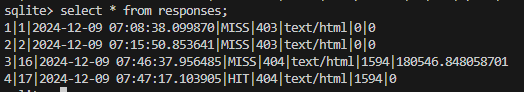 sqlite> select * from responses;
1|1|2024-12-09 07:08:38.099870|MISS|403|text/html|0|0
2|2|2024-12-09 07:15:50.853641|MISS|403|text/html|0|0
3|16|2024-12-09 07:46:37.956485|MISS|404|text/html|1594|180546.848058701
4|17|2024-12-09 07:47:17.103905|HIT|404|text/html|1594|0